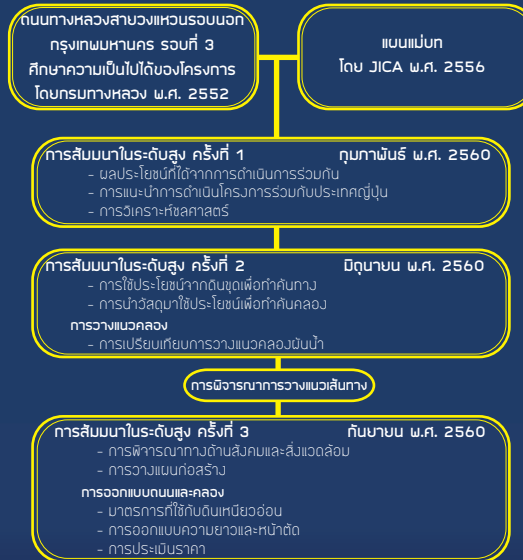 ถนนทางหลวงสายวงแหวนรอบนอก
กรุงเทพมหานคร รอบที่ 3
ศึกษาความเป็นไปได้ของโครงการ
โดยกรมทางหลวง พ.ศ. 2552
แบนแม่บท
โดย JICA พ.ศ. 2556
การสัมมนาในระดับสูง ครั้งที่ 1 กุมภาพันธ์ พ.ศ. 2560
- ผลประโยชน์ที่ได้จากการดำเนินการร่วมกัน
- การแนะนำการดำเนินโครงการร่วมกับประเทศญี่ปุ่น
- การวิเคราะห์ชลศาสตร์
การสัมมนาในระดับสูง ครั้งที่ 2 มิถุนายน พ.ศ. 2560
- การใช้ประโยชน์จากดินขุดเพื่อทำคันทาง
- การนำวัสดุมาใช้ประโยชน์เพื่อทำคันคลอง
การวางแนวคลอง
- การเปรียบเทียบการวางแนวคลองผันน้ำ
การพิจารณาการวางแนวเส้นทาง
การสัมมนาในระดับสูง ครั้งที่ 3 กันยายน พ.ศ. 2560
- การพิจารณาทางด้านสังคมและสิ่งแวดล้อม
- การวางแผนก่อสร้าง
การออกแบบถนนและคลอง
- มาตรการที่ใช้กับดินเหนียวอ่อน
- การออกแบบความยาวและหน้าตัด
- การประเมินราคา